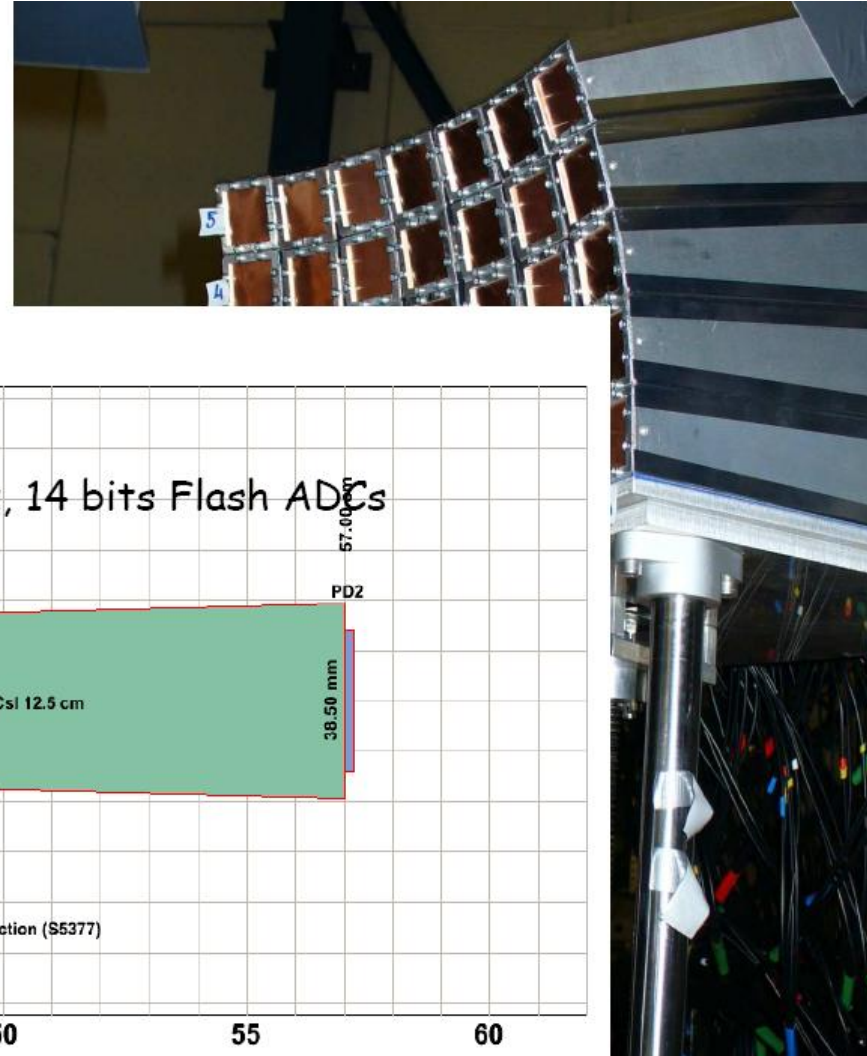 5
4
, 14 bits Flash ADCs
57.00
PD2
38.50 mm
CsI 12.5 cm
ction (S5377)
50
55
60